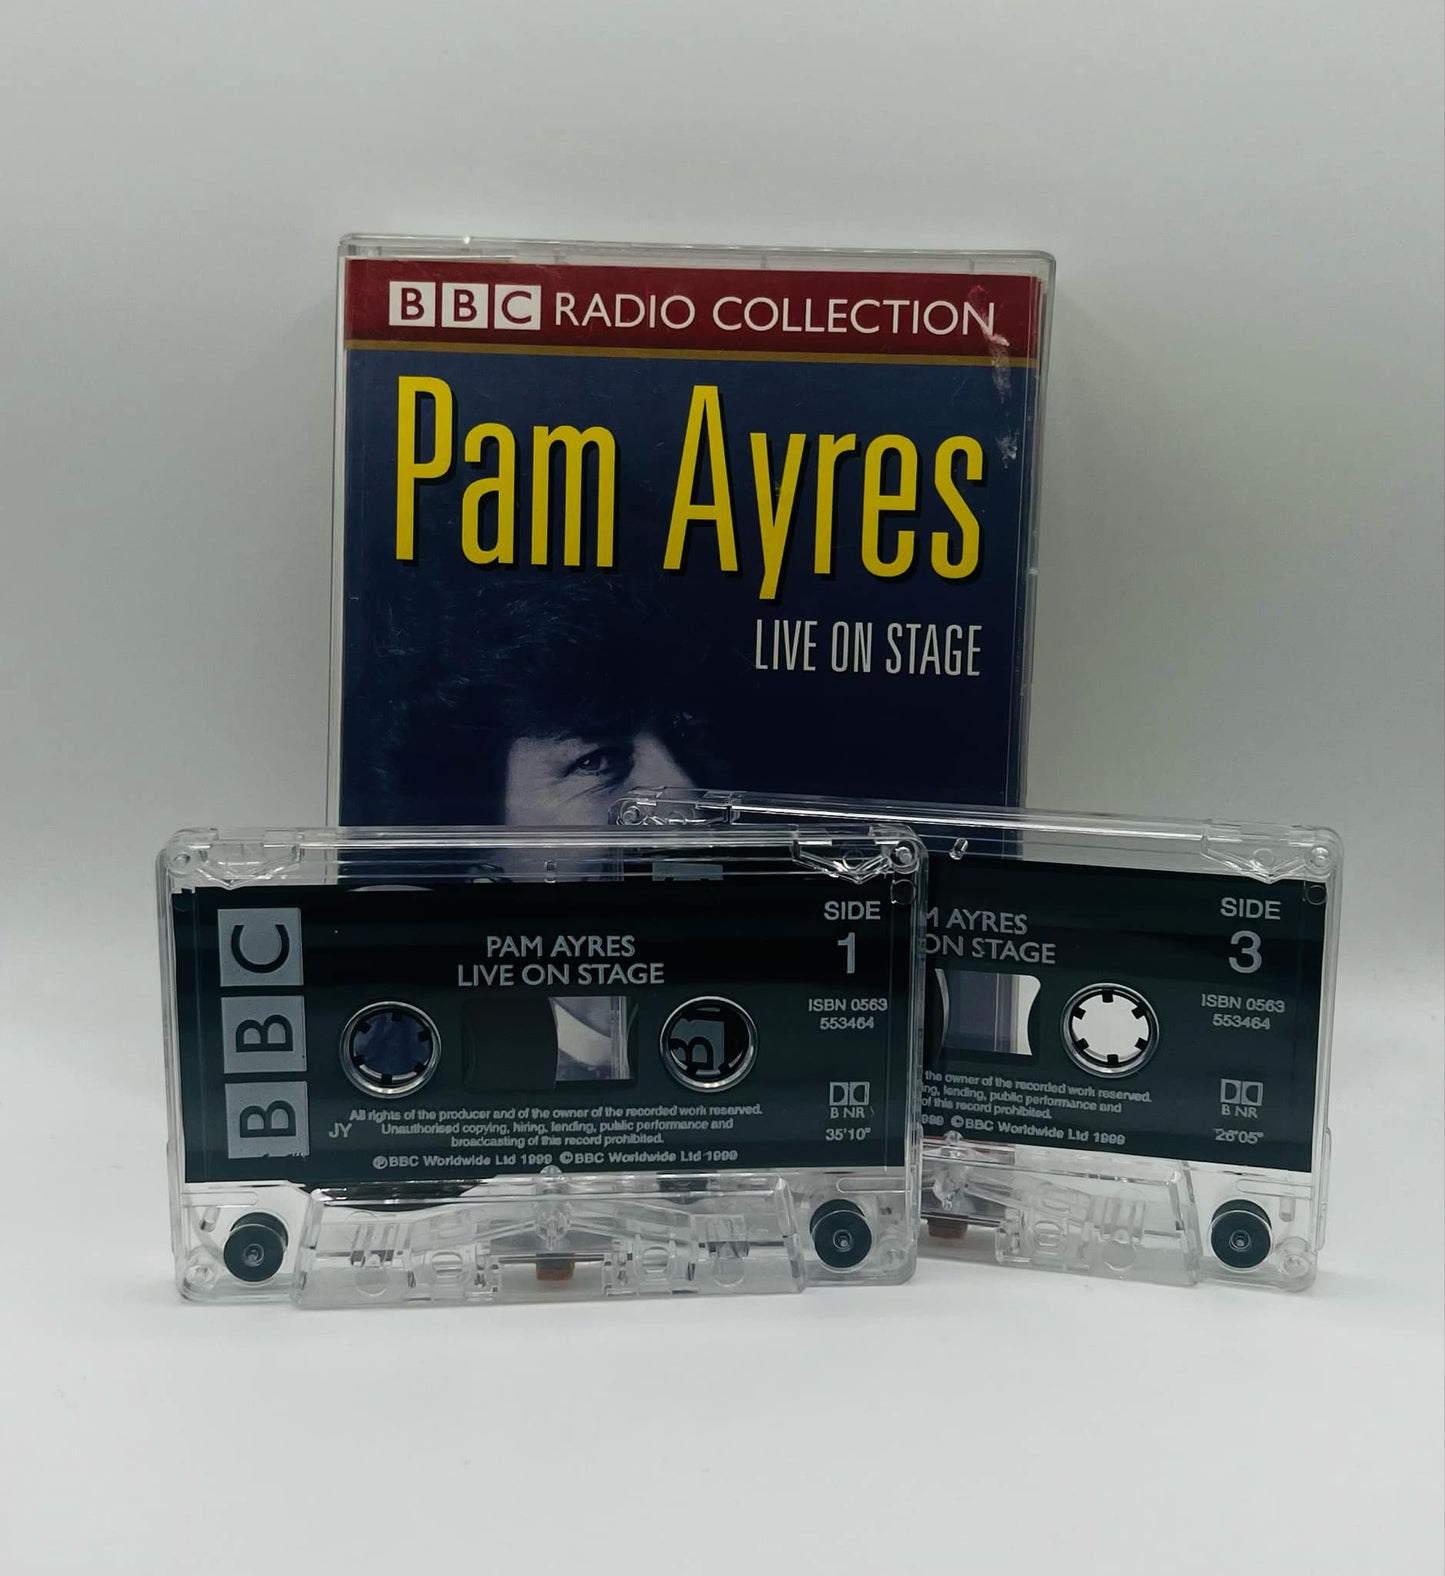 BBC RADIO COLLECTION
Pam Ayres
LIVE ON STAGE
BBC
PAM AYRES
LIVE ON STAGE
SIDE
1
ISBN 0563
553464
B NR
35'10"
JY
All rights of the producer and of the owner of the recorded work reserved.
Unauthorised copying, hiring, lending, public performance and
broadcasting of this record prohibited.
℗BBC Worldwide Ltd 1999 ©BBC Worldwide Ltd 1999
M AYRES
ON STAGE
SIDE
3
ISBN 0563
553464
B NR
26'05"
the owner of the recorded work reserved.
ng, lending, public performance and
of this record prohibited.
999 ©BBC Worldwide Ltd 1999